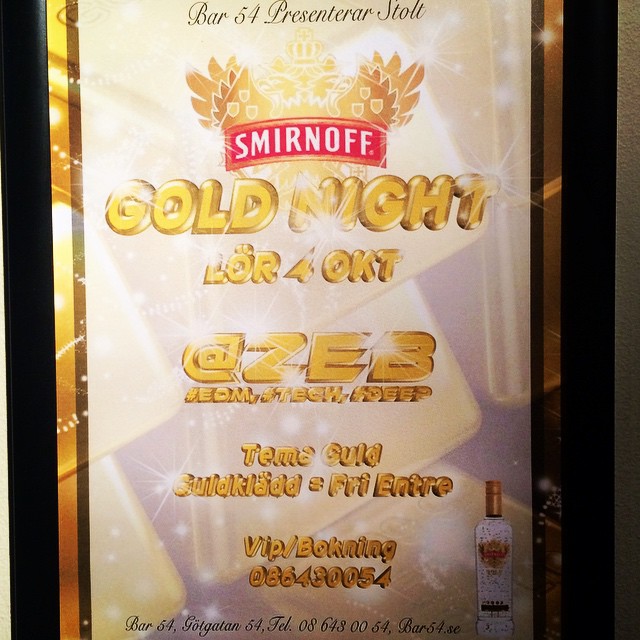 Bar 54 Presenterar Stolt
SMIRNOFF
GOLD NIGHT
LÖR 4 OKT
@ZEB
#EDM, #TECH, #DEEP
Tema Guld
Guldklädd = Fri Entre
Vip/Bokning
086430054
Bar 54, Götgatan 54, Tel. 08 643 00 54, Bar54.se